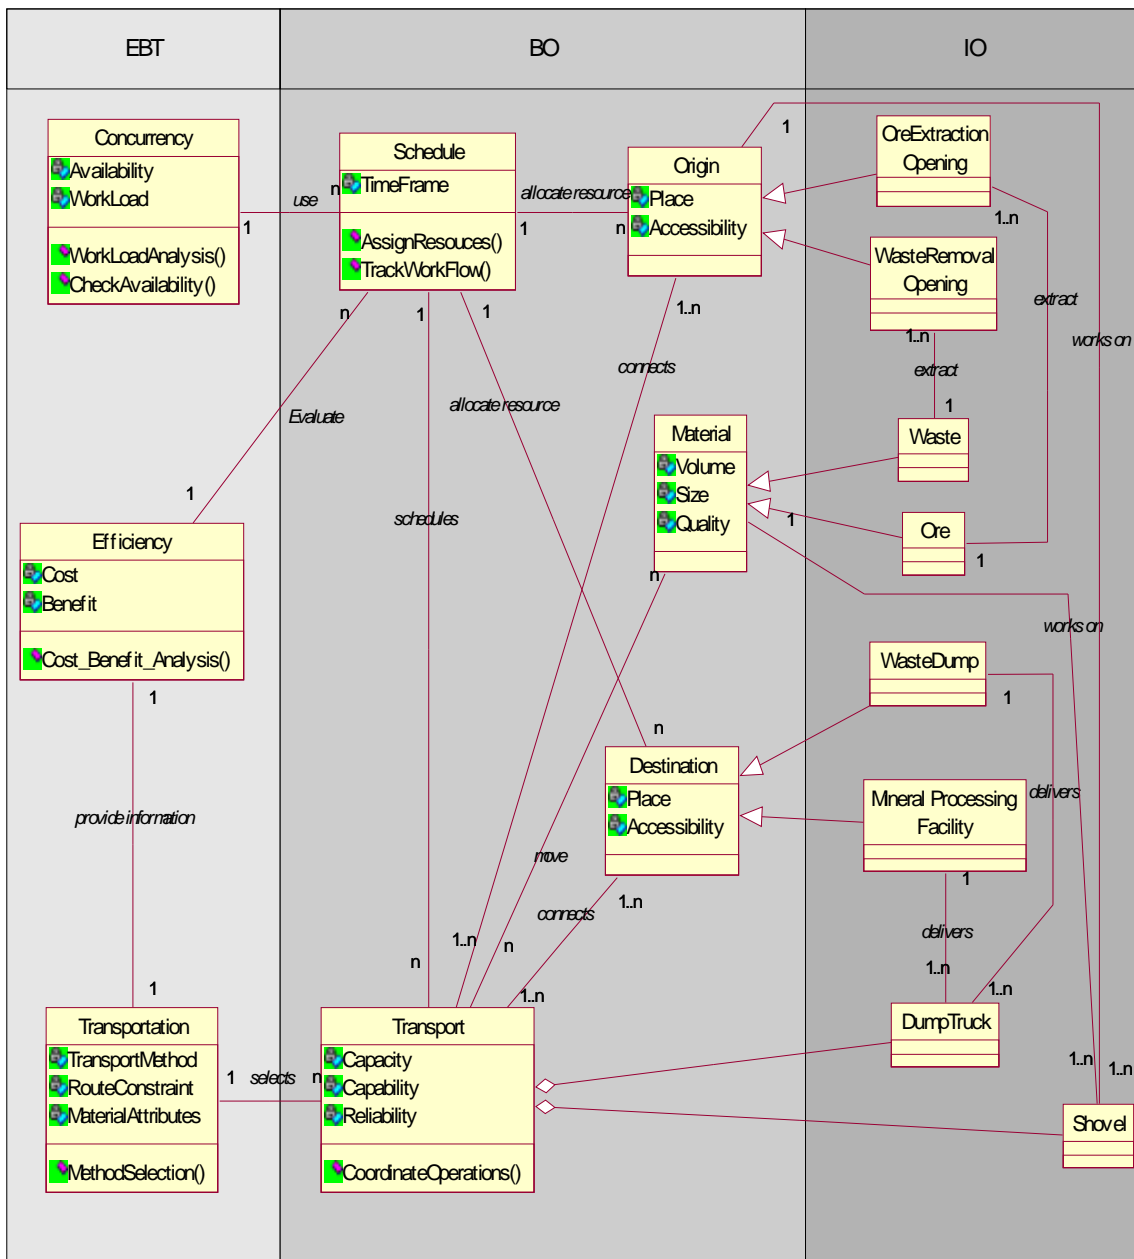 EBT
BO
IO
Concurrency
Availability
WorkLoad
WorkLoadAnalysis()
CheckAvailability()
1
use
n
Schedule
TimeFrame
AssignResouces()
TrackWorkFlow()
allocate resource
1
n
Origin
Place
Accessibility
1
OreExtraction
Opening
1..n
WasteRemoval
Opening
1..n
extract
works on
extract
1
n
1
1
1..n
connects
allocate resource
Evaluate
Material
Volume
Size
Quality
Waste
1
Ore
1
1
schedules
n
works on
Efficiency
Cost
Benefit
Cost_Benefit_Analysis()
1
WasteDump
1
n
Destination
Place
Accessibility
Mineral Processing
Facility
delivers
1
provide information
move
connects
1..n
delivers
1..n
n
n
1..n
1..n
1..n
1
Transportation
TransportMethod
RouteConstraint
MaterialAttributes
MethodSelection()
1
selects
n
Transport
Capacity
Capability
Reliability
CoordinateOperations()
DumpTruck
1..n
1..n
Shovel